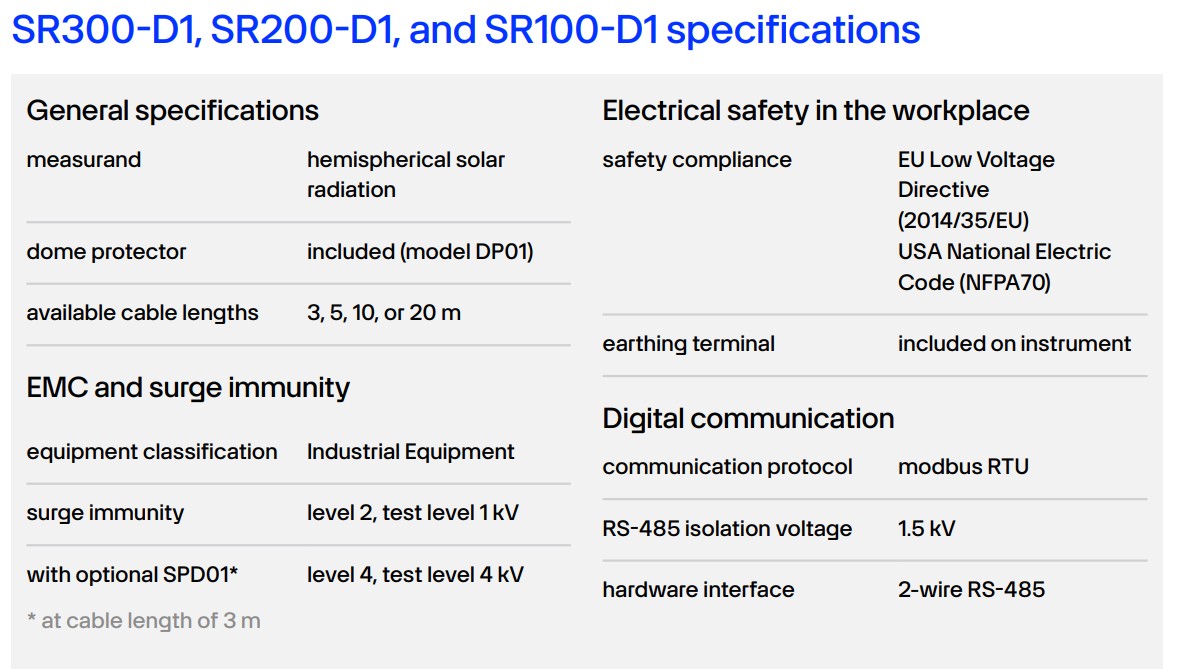 SR300-D1, SR200-D1, and SR100-D1 specifications
General specifications
measurand hemispherical solar
radiation
dome protector included (model DP01)
available cable lengths 3, 5, 10, or 20 m
EMC and surge immunity
equipment classification Industrial Equipment
surge immunity level 2, test level 1 kV
with optional SPD01* level 4, test level 4 kV
* at cable length of 3 m
Electrical safety in the workplace
safety compliance EU Low Voltage
Directive
(2014/35/EU)
USA National Electric
Code (NFPA70)
earthing terminal included on instrument
Digital communication
communication protocol modbus RTU
RS-485 isolation voltage 1.5 kV
hardware interface 2-wire RS-485